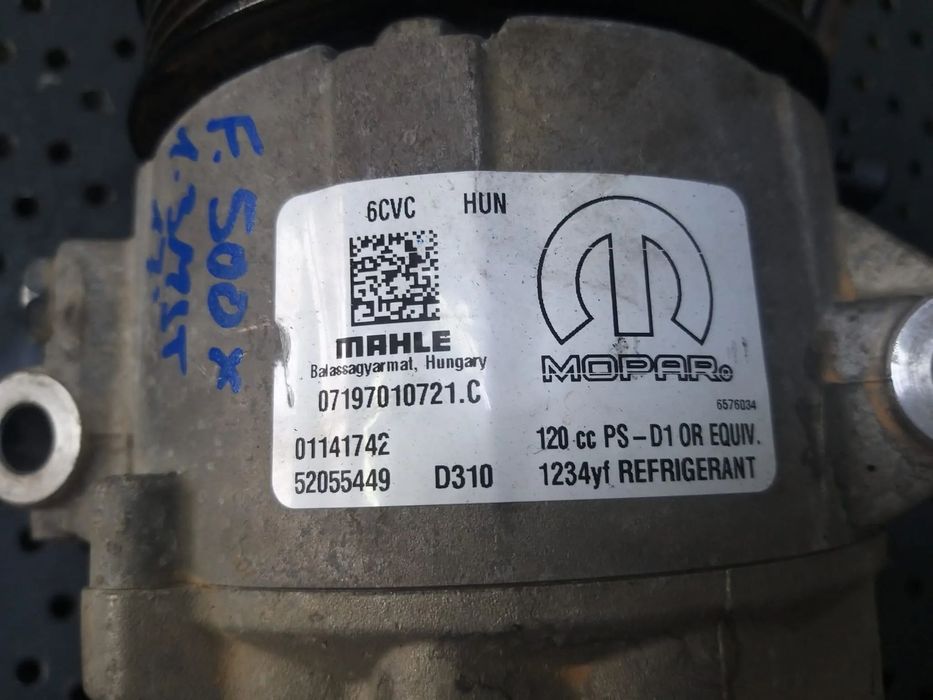 6CVC HUN
MAHLE
Balassagyarmat, Hungary
07197010721.C
01141742
52055449 D310
MOPAR
6576034
120 cc PS-D1 OR EQUIV.
1234yf REFRIGERANT
F. 500 X